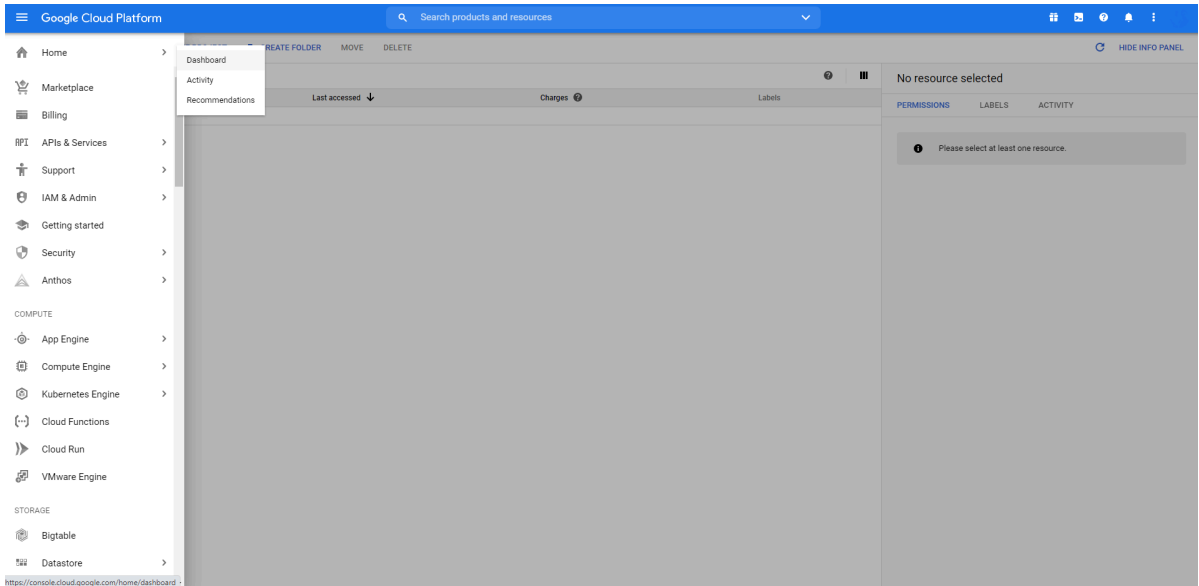 Google Cloud Platform
Search products and resources
CREATE FOLDER MOVE DELETE
HIDE INFO PANEL
Home
Marketplace
Billing
API APIs & Services
Support
IAM & Admin
Getting started
Security
Anthos
COMPUTE
App Engine
Compute Engine
Kubernetes Engine
Cloud Functions
Cloud Run
VMware Engine
STORAGE
Bigtable
Datastore
https://console.cloud.google.com/home/dashboard
Dashboard
Activity
Recommendations
Last accessed Charges Labels
No resource selected
PERMISSIONS LABELS ACTIVITY
Please select at least one resource.